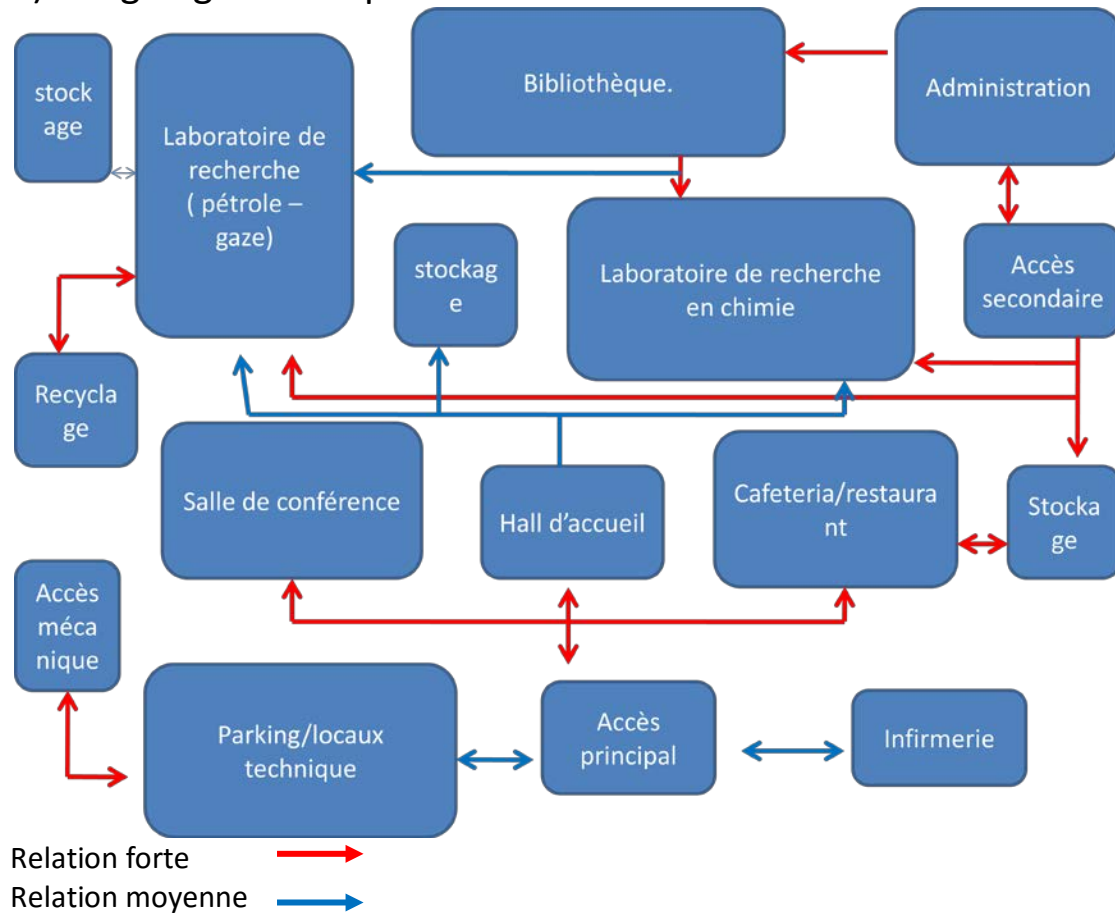 stock
age
Laboratoire de
recherche
( pétrole –
gaze)
Bibliothèque.
Administration
stockag
e
Laboratoire de recherche
en chimie
Accès
secondaire
Recycla
ge
Salle de conférence
Hall d’accueil
Cafeteria/restaura
nt
Stocka
ge
Accès
méca
nique
Parking/locaux
technique
Accès
principal
Infirmerie
Relation forte
Relation moyenne